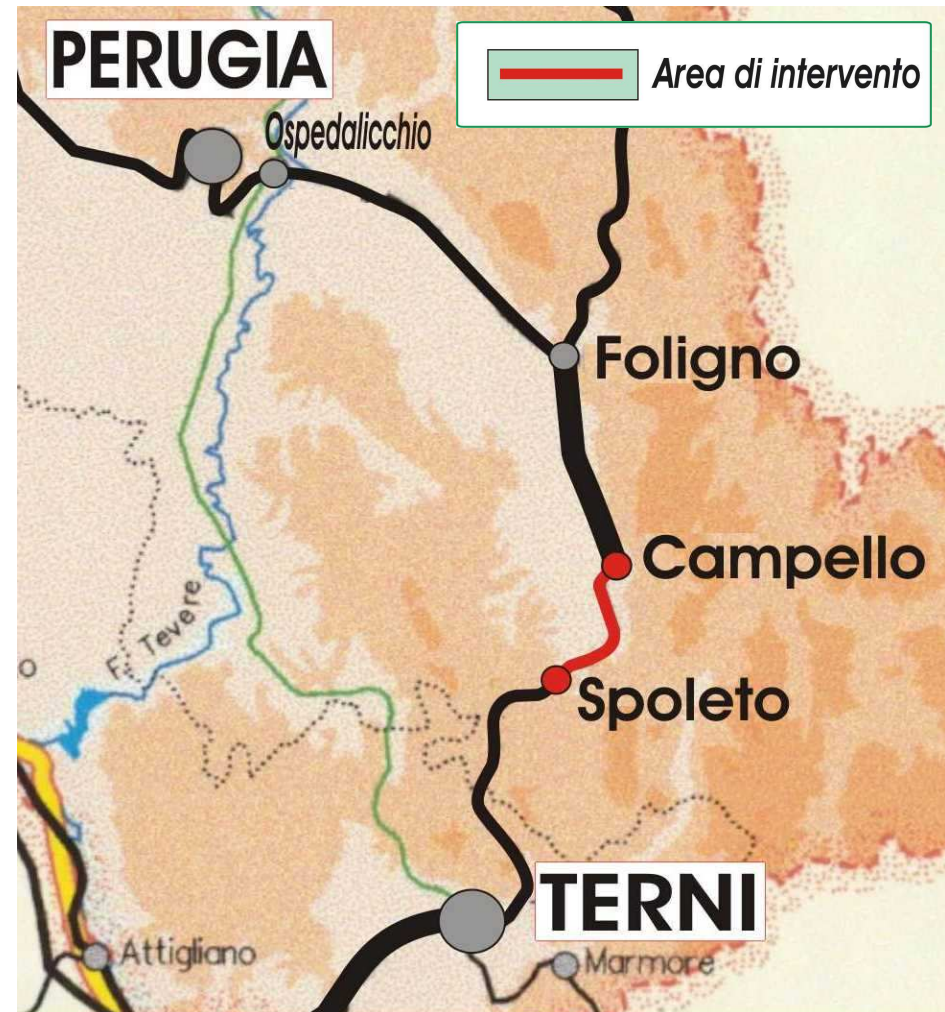 PERUGIA
Area di intervento
Ospedalicchio
Foligno
Campello
F. Tevere
o
Spoleto
TERNI
Attigliano
Marmore